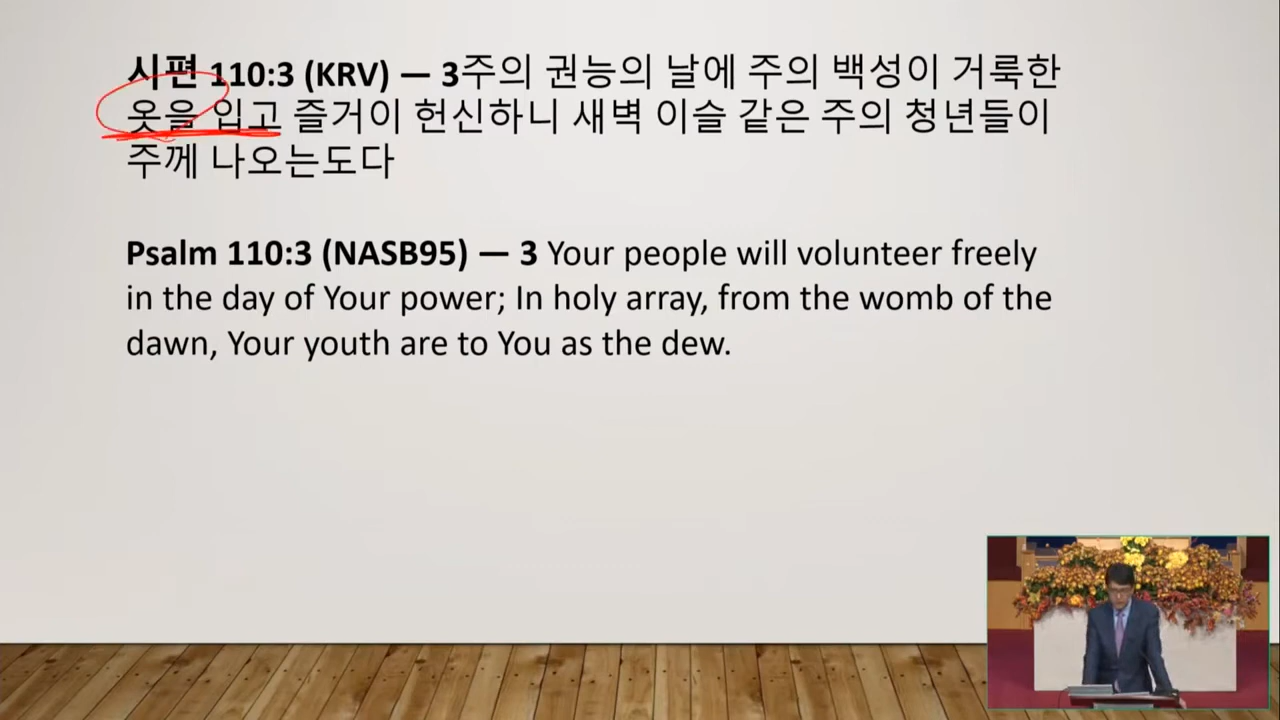 시편 110:3 (KRV) — 3주의 권능의 날에 주의 백성이 거룩한
옷을 입고 즐거이 헌신하니 새벽 이슬 같은 주의 청년들이
주께 나오는도다
Psalm 110:3 (NASB95) — 3 Your people will volunteer freely
in the day of Your power; In holy array, from the womb of the
dawn, Your youth are to You as the dew.